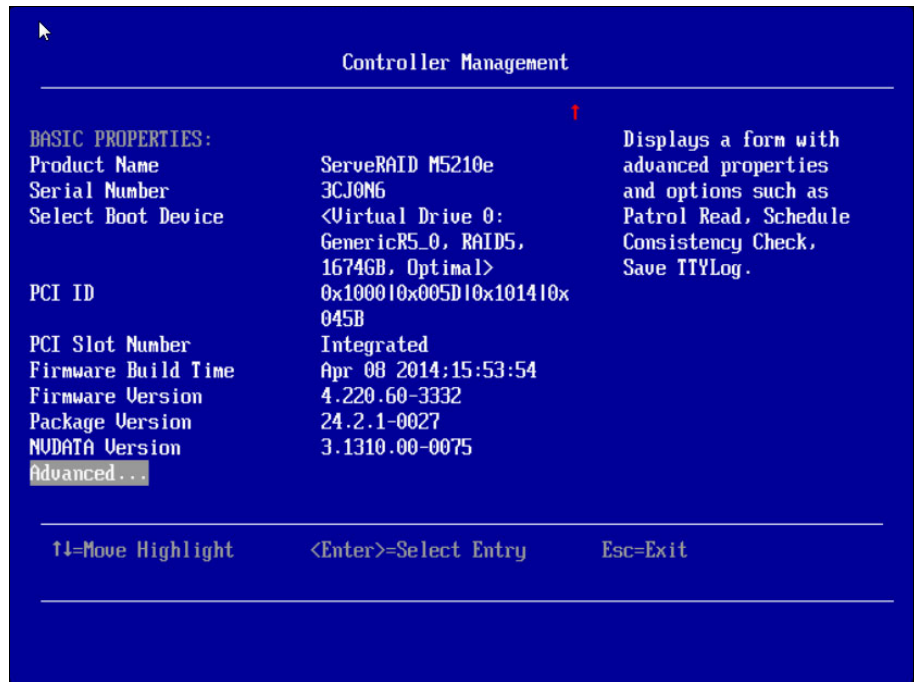 Controller Management
↑
BASIC PROPERTIES:
Product Name ServeRAID M5210e
Serial Number 3CJ0N6
Select Boot Device <Virtual Drive 0:
GenericR5_0, RAID5,
1674GB, Optimal>
PCI ID 0x1000|0x005D|0x1014|0x
045B
PCI Slot Number Integrated
Firmware Build Time Apr 08 2014;15:53:54
Firmware Version 4.220.60-3332
Package Version 24.2.1-0027
NVDATA Version 3.1310.00-0075
Advanced...
Displays a form with
advanced properties
and options such as
Patrol Read, Schedule
Consistency Check,
Save TTYLog.
↑↓=Move Highlight <Enter>=Select Entry Esc=Exit